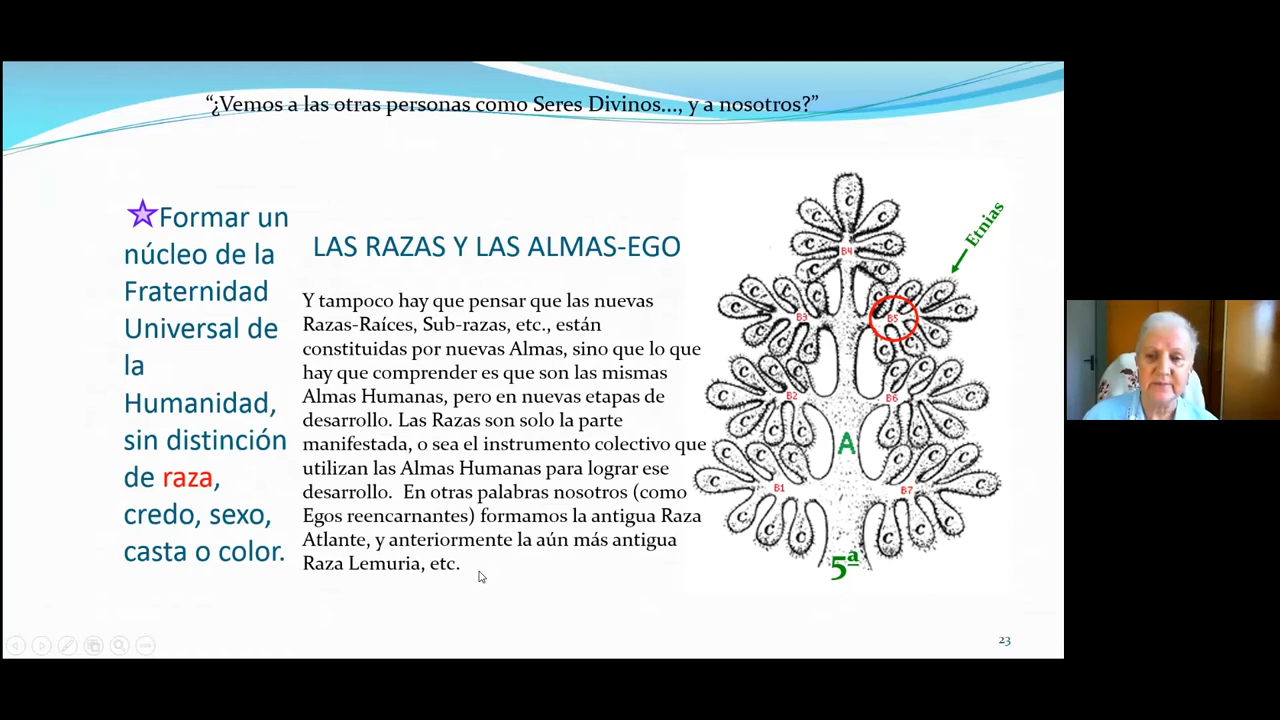 “¿Vemos a las otras personas como Seres Divinos..., y a nosotros?”
Formar un
núcleo de la
Fraternidad
Universal de
la
Humanidad,
sin distinción
de raza,
credo, sexo,
casta o color.
LAS RAZAS Y LAS ALMAS-EGO
Y tampoco hay que pensar que las nuevas
Razas-Raíces, Sub-razas, etc., están
constituidas por nuevas Almas, sino que lo que
hay que comprender es que son las mismas
Almas Humanas, pero en nuevas etapas de
desarrollo. Las Razas son solo la parte
manifestada, o sea el instrumento colectivo que
utilizan las Almas Humanas para lograr ese
desarrollo. En otras palabras nosotros (como
Egos reencarnantes) formamos la antigua Raza
Atlante, y anteriormente la aún más antigua
Raza Lemuria, etc.
Etnias
B4
B3
B5
B2
B6
A
B1
B7
5ª
C
23